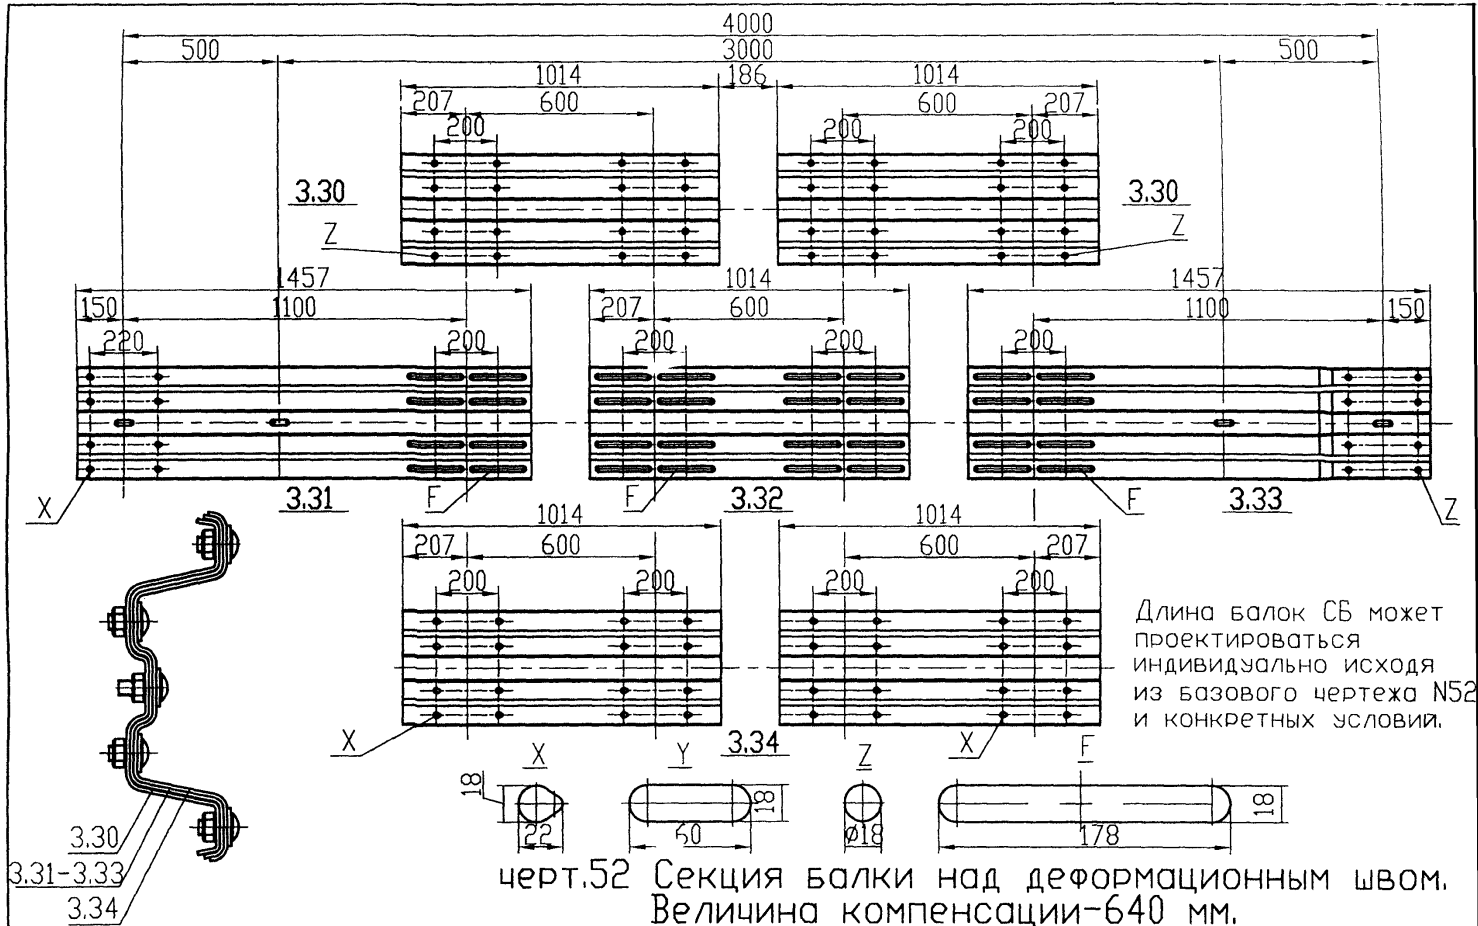 4000
500 3000 500
1014 186 1014
207 600 600 207
200 200 200
3.30 3.30
Z Z
1457 1014 1457
150 1100 207 600 1100 150
220 200 200 200 200
X 3.31 F F 3.32 F 3.33 Z
1014 1014
207 600 600 207
200 200 200 200
Длина балок СБ может
проектироваться
индивидуально исходя
из базового чертежа N52
и конкретных условий.
X 3.34 X
X Y Z F
18 18 18
22 60 ø18 178
3.30
3.31-3.33
3.34
черт.52 Секция балки над деформационным швом.
Величина компенсации-640 мм.